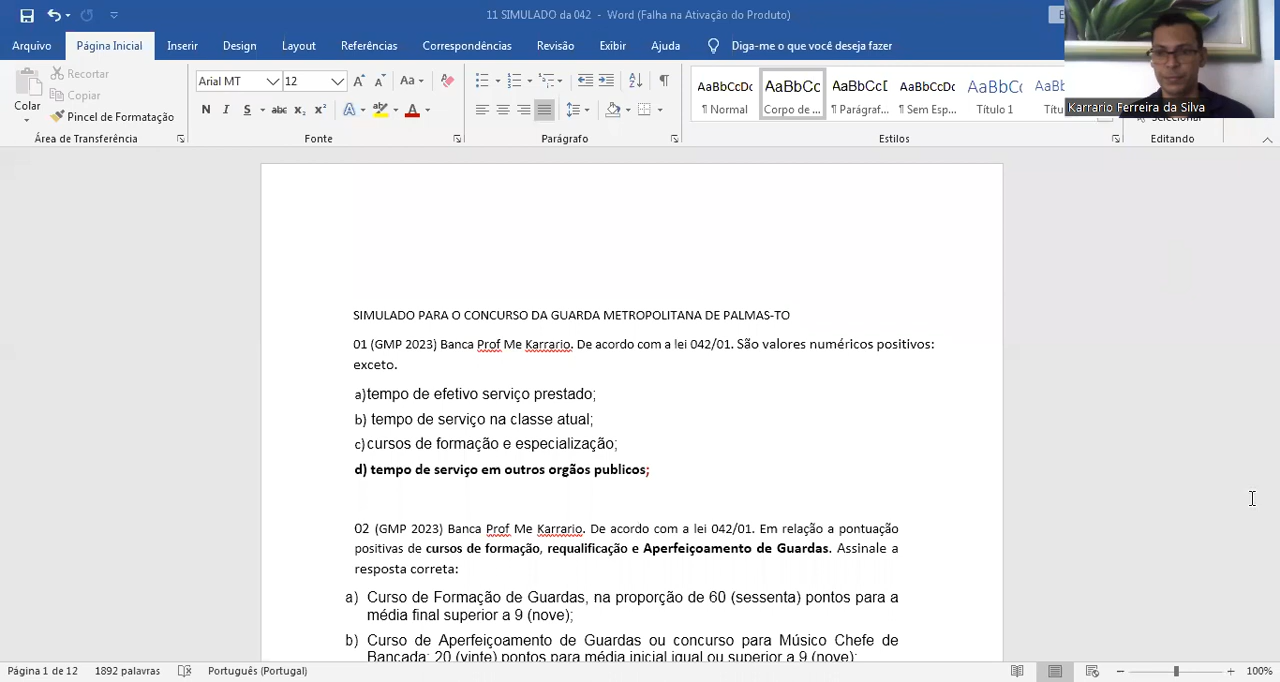 11 SIMULADO da 042 - Word (Falha na Ativação do Produto)
Arquivo Página Inicial Inserir Design Layout Referências Correspondências Revisão Exibir Ajuda Diga-me o que você deseja fazer
Colar
Recortar
Copiar
Pincel de Formatação
Área de Transferência
Arial MT 12
N I S abc x₂ x²
Fonte
Parágrafo
AaBbCcDc AaBbCc AaBbCcD AaBbCcDc AaBbCc AaBb
¶ Normal Corpo de ... ¶ Parágraf... ¶ Sem Esp... Título 1 Títu
Estilos
Karrario Ferreira da Silva
Selecionar
Editando
SIMULADO PARA O CONCURSO DA GUARDA METROPOLITANA DE PALMAS-TO
01 (GMP 2023) Banca Prof Me Karrario. De acordo com a lei 042/01. São valores numéricos positivos:
exceto.
a)tempo de efetivo serviço prestado;
b) tempo de serviço na classe atual;
c)cursos de formação e especialização;
d) tempo de serviço em outros orgãos publicos;
02 (GMP 2023) Banca Prof Me Karrario. De acordo com a lei 042/01. Em relação a pontuação
positivas de cursos de formação, requalificação e Aperfeiçoamento de Guardas. Assinale a
resposta correta:
a) Curso de Formação de Guardas, na proporção de 60 (sessenta) pontos para a
média final superior a 9 (nove);
b) Curso de Aperfeiçoamento de Guardas ou concurso para Músico Chefe de
Bancada: 20 (vinte) pontos para média inicial igual ou superior a 9 (nove);
Página 1 de 12 1892 palavras Português (Portugal) 100%